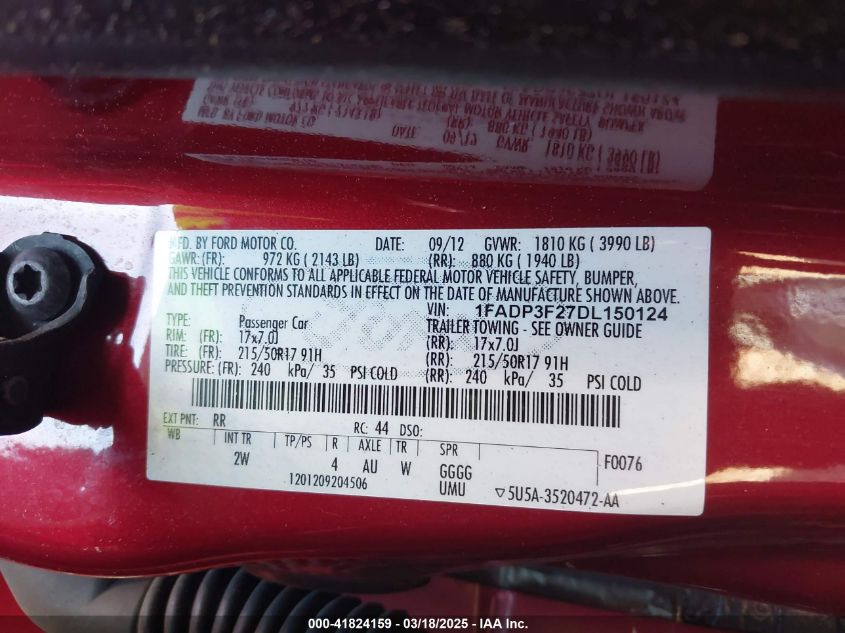 MFD. BY FORD MOTOR CO. DATE: 09/12 GVWR: 1810 KG ( 3990 LB)
GAWR: (FR): 972 KG ( 2143 LB) (RR): 880 KG ( 1940 LB)
THIS VEHICLE CONFORMS TO ALL APPLICABLE FEDERAL MOTOR VEHICLE SAFETY, BUMPER,
AND THEFT PREVENTION STANDARDS IN EFFECT ON THE DATE OF MANUFACTURE SHOWN ABOVE.
VIN: 1FADP3F27DL150124
TYPE: Passenger Car TRAILER TOWING - SEE OWNER GUIDE
RIM: (FR): 17x7.0J (RR): 17x7.0J
TIRE: (FR): 215/50R17 91H (RR): 215/50R17 91H
PRESSURE: (FR): 240 kPa/ 35 PSI COLD (RR): 240 kPa/ 35 PSI COLD
EXT PNT: RR RC: 44 DSO:
WB INT TR TP/PS R AXLE TR SPR F0076
2W 4 AU W GGGG
1201209204506 UMU ▽5U5A-3520472-AA
000-41824159 - 03/18/2025 - IAA Inc.